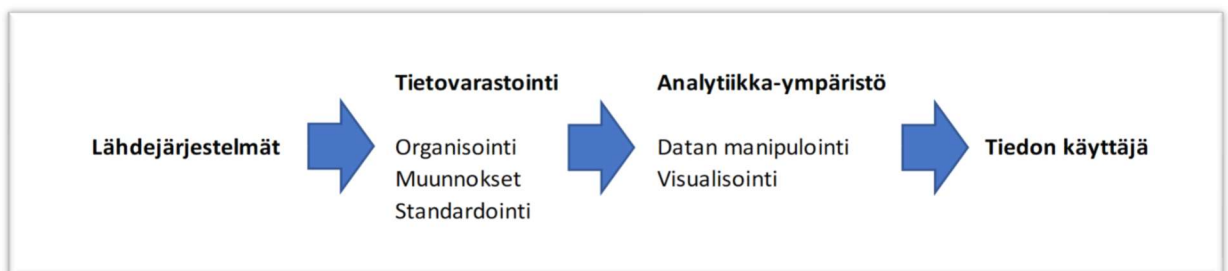 Lähdejärjestelmät
Tietovarastointi
Organisointi
Muunnokset
Standardointi
Analytiikka-ympäristö
Datan manipulointi
Visualisointi
Tiedon käyttäjä